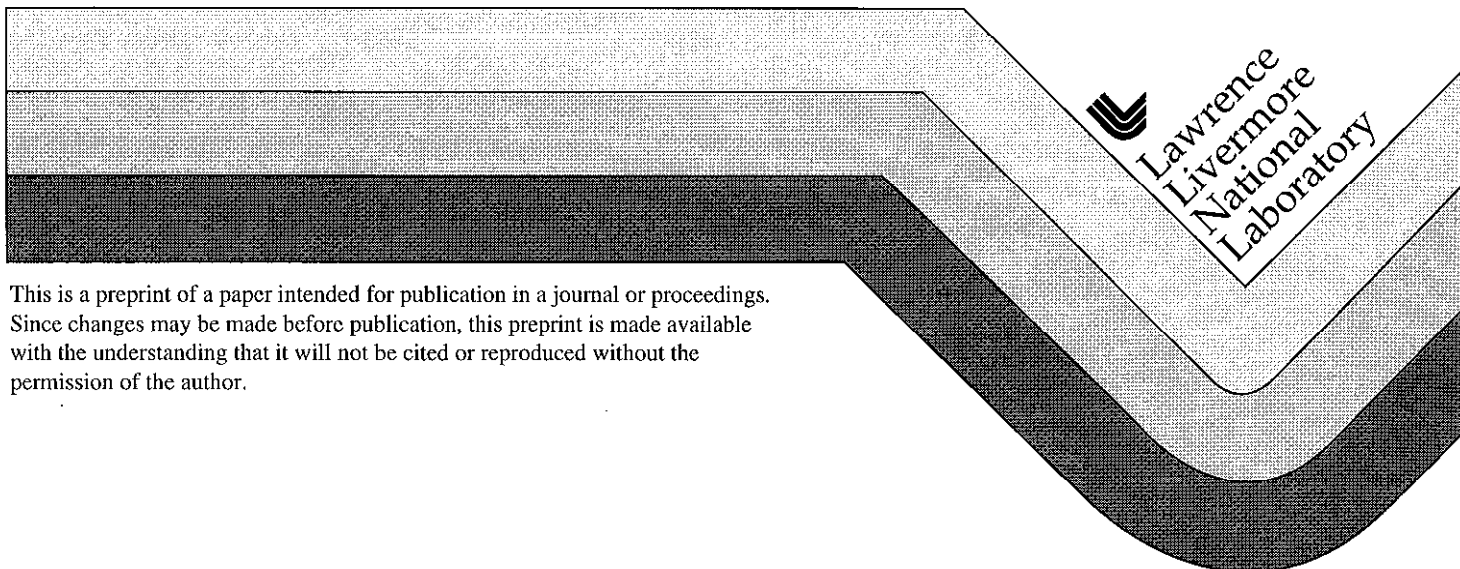 Lawrence
Livermore
National
Laboratory
This is a preprint of a paper intended for publication in a journal or proceedings.
Since changes may be made before publication, this preprint is made available
with the understanding that it will not be cited or reproduced without the
permission of the author.